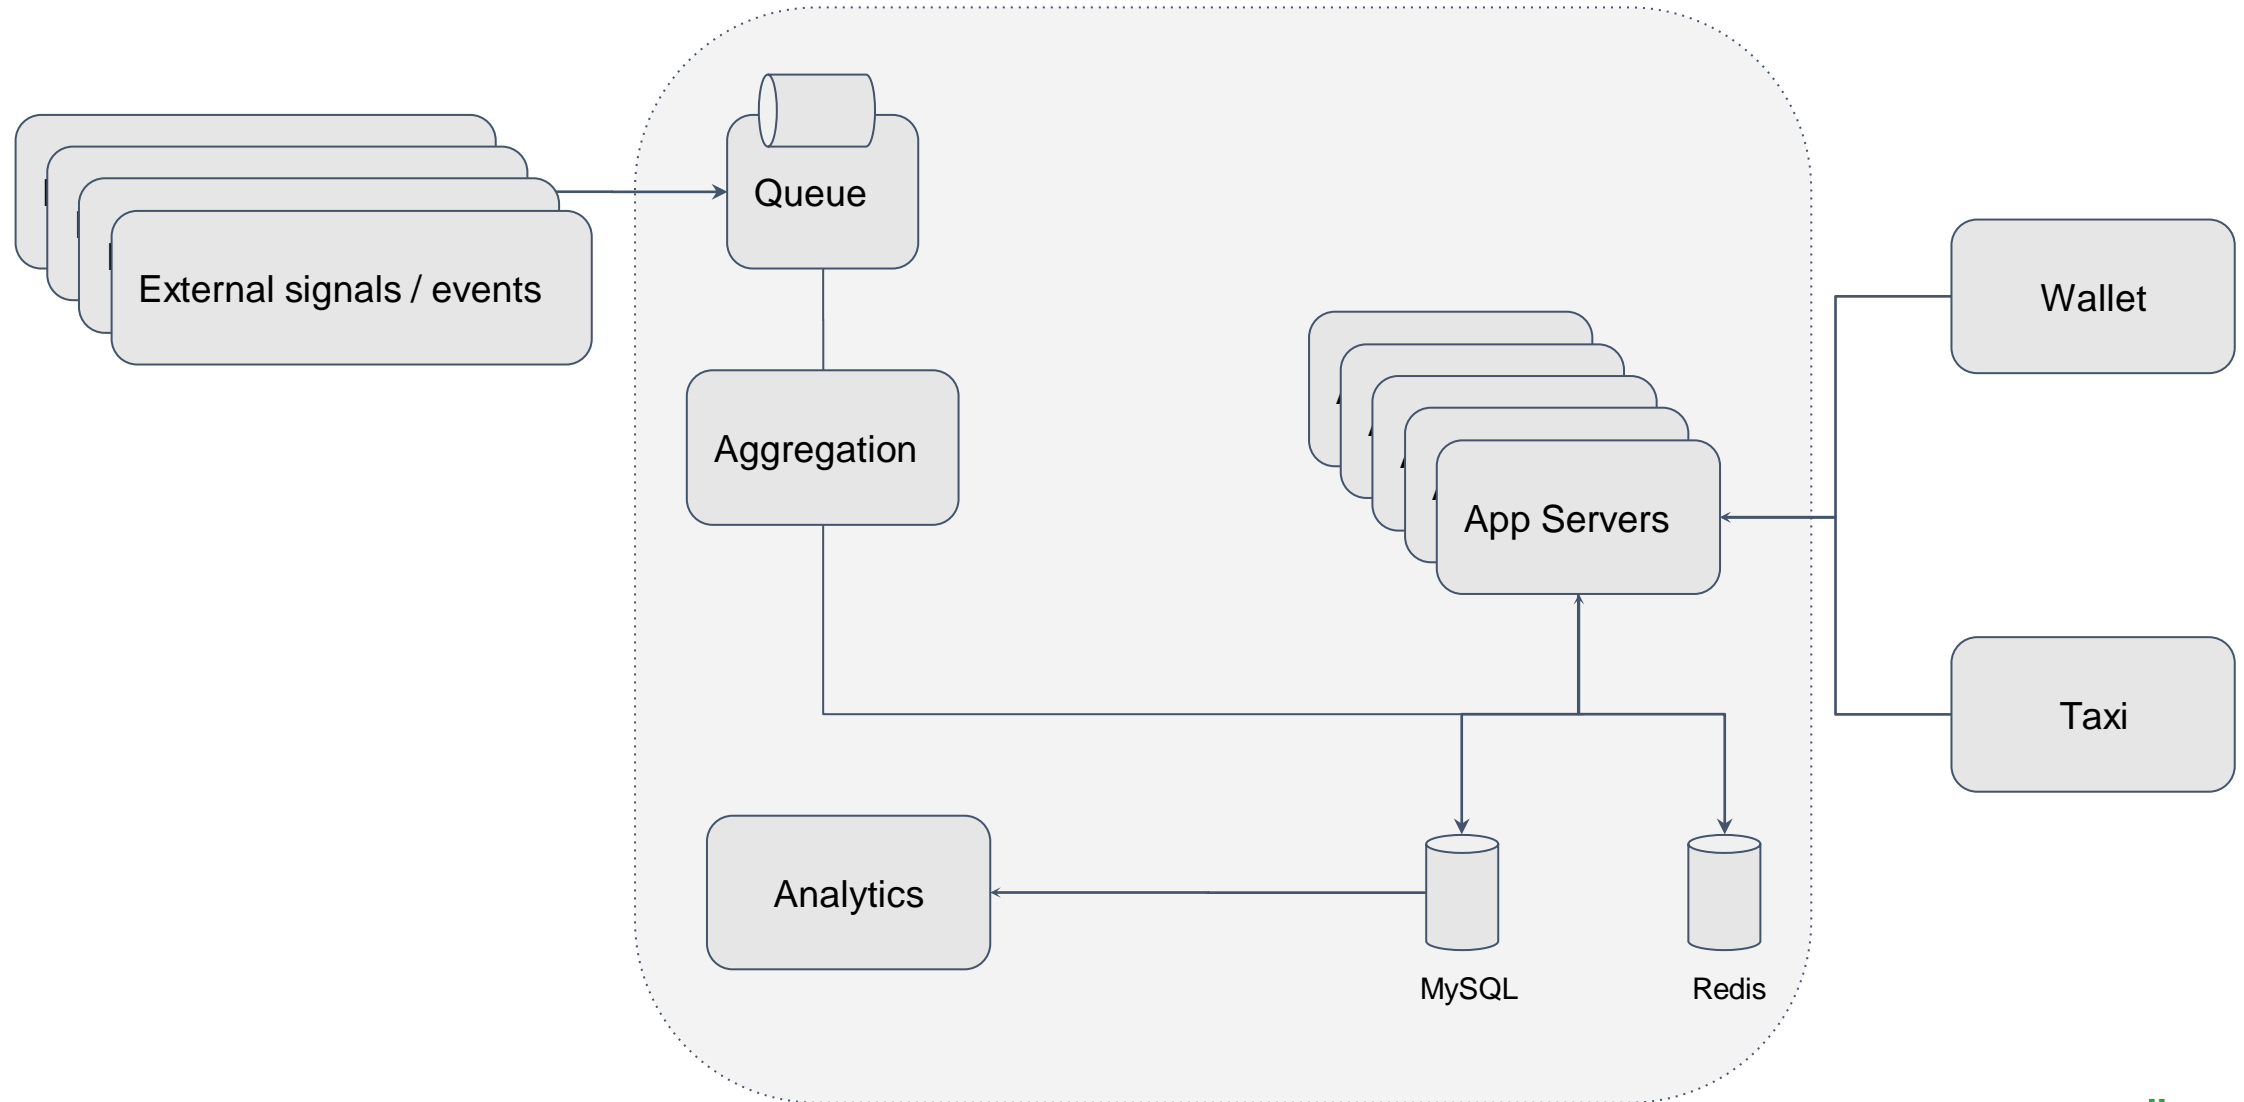 Queue
External signals / events
Wallet
Aggregation
App Servers
Taxi
Analytics
MySQL
Redis